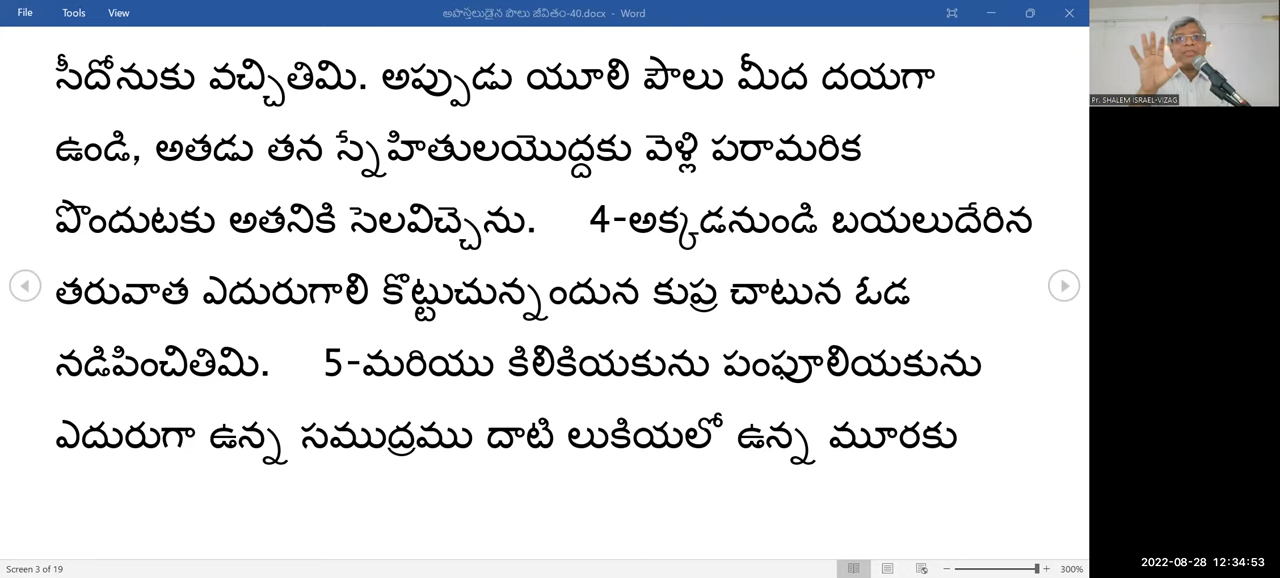 File Tools View అపొస్తలుడైన పౌలు జీవితం-40.docx - Word
సీదోనుకు వచ్చితిమి. అప్పుడు యూలి పౌలు మీద దయగా
ఉండి, అతడు తన స్నేహితులయొద్దకు వెళ్లి పరామరిక
పొందుటకు అతనికి సెలవిచ్చెను. 4-అక్కడనుండి బయలుదేరిన
తరువాత ఎదురుగాలి కొట్టుచున్నందున కుప్ర చాటున ఓడ
నడిపించితిమి. 5-మరియు కిలికియకును పంఫూలియకును
ఎదురుగా ఉన్న సముద్రము దాటి లుకియలో ఉన్న మూరకు
Screen 3 of 19
300%
Pr. SHALEM ISRAEL-VIZAG
2022-08-28 12:34:53